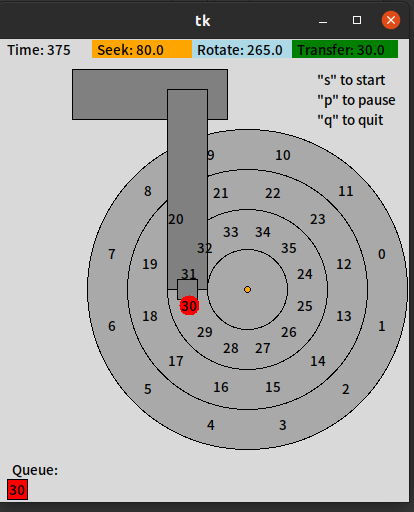 tk
Time: 375 Seek: 80.0 Rotate: 265.0 Transfer: 30.0
"s" to start
"p" to pause
"q" to quit
9 10
8 21 22 11
20 33 34 23
7 19 32 35 12 0
31 24
30 25
6 18 29 26 13 1
17 28 27 14
5 16 15 2
4 3
Queue:
30